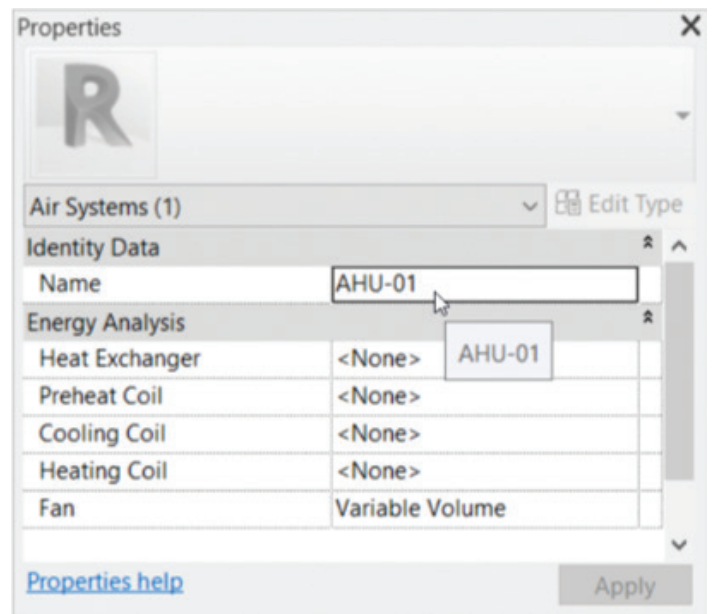 Properties
R
Air Systems (1) Edit Type
Identity Data
Name AHU-01
AHU-01
Energy Analysis
Heat Exchanger <None>
Preheat Coil <None>
Cooling Coil <None>
Heating Coil <None>
Fan Variable Volume
Properties help Apply